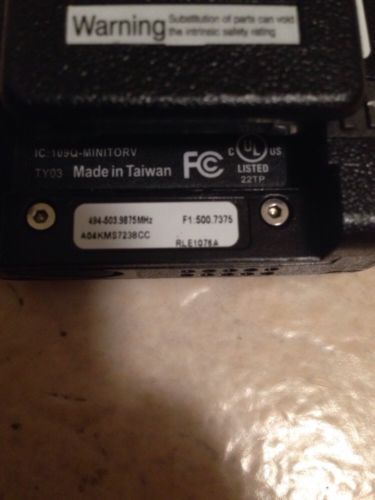 Warning Substitution of parts can void
the intrinsic safety rating
IC:109Q-MINITORV
TY03 Made in Taiwan FC C UL US
LISTED
22TP
494-503.9875MHz F1:500.7375
A04KMS7238CC RLE1076A